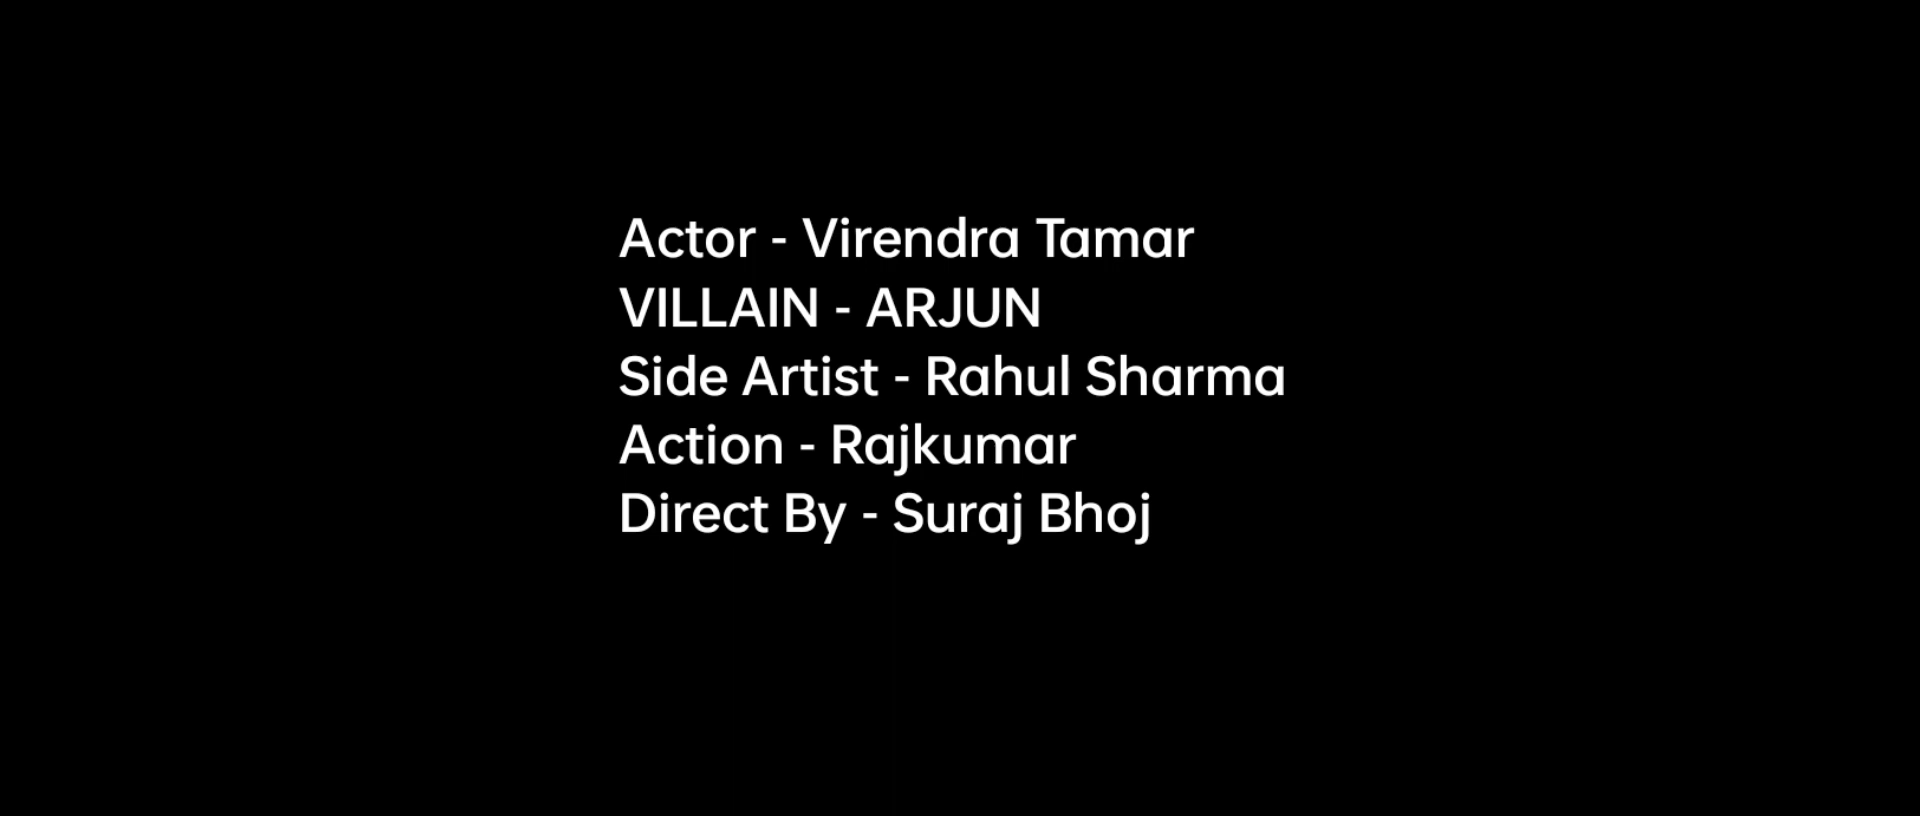 Actor - Virendra Tamar
VILLAIN - ARJUN
Side Artist - Rahul Sharma
Action - Rajkumar
Direct By - Suraj Bhoj